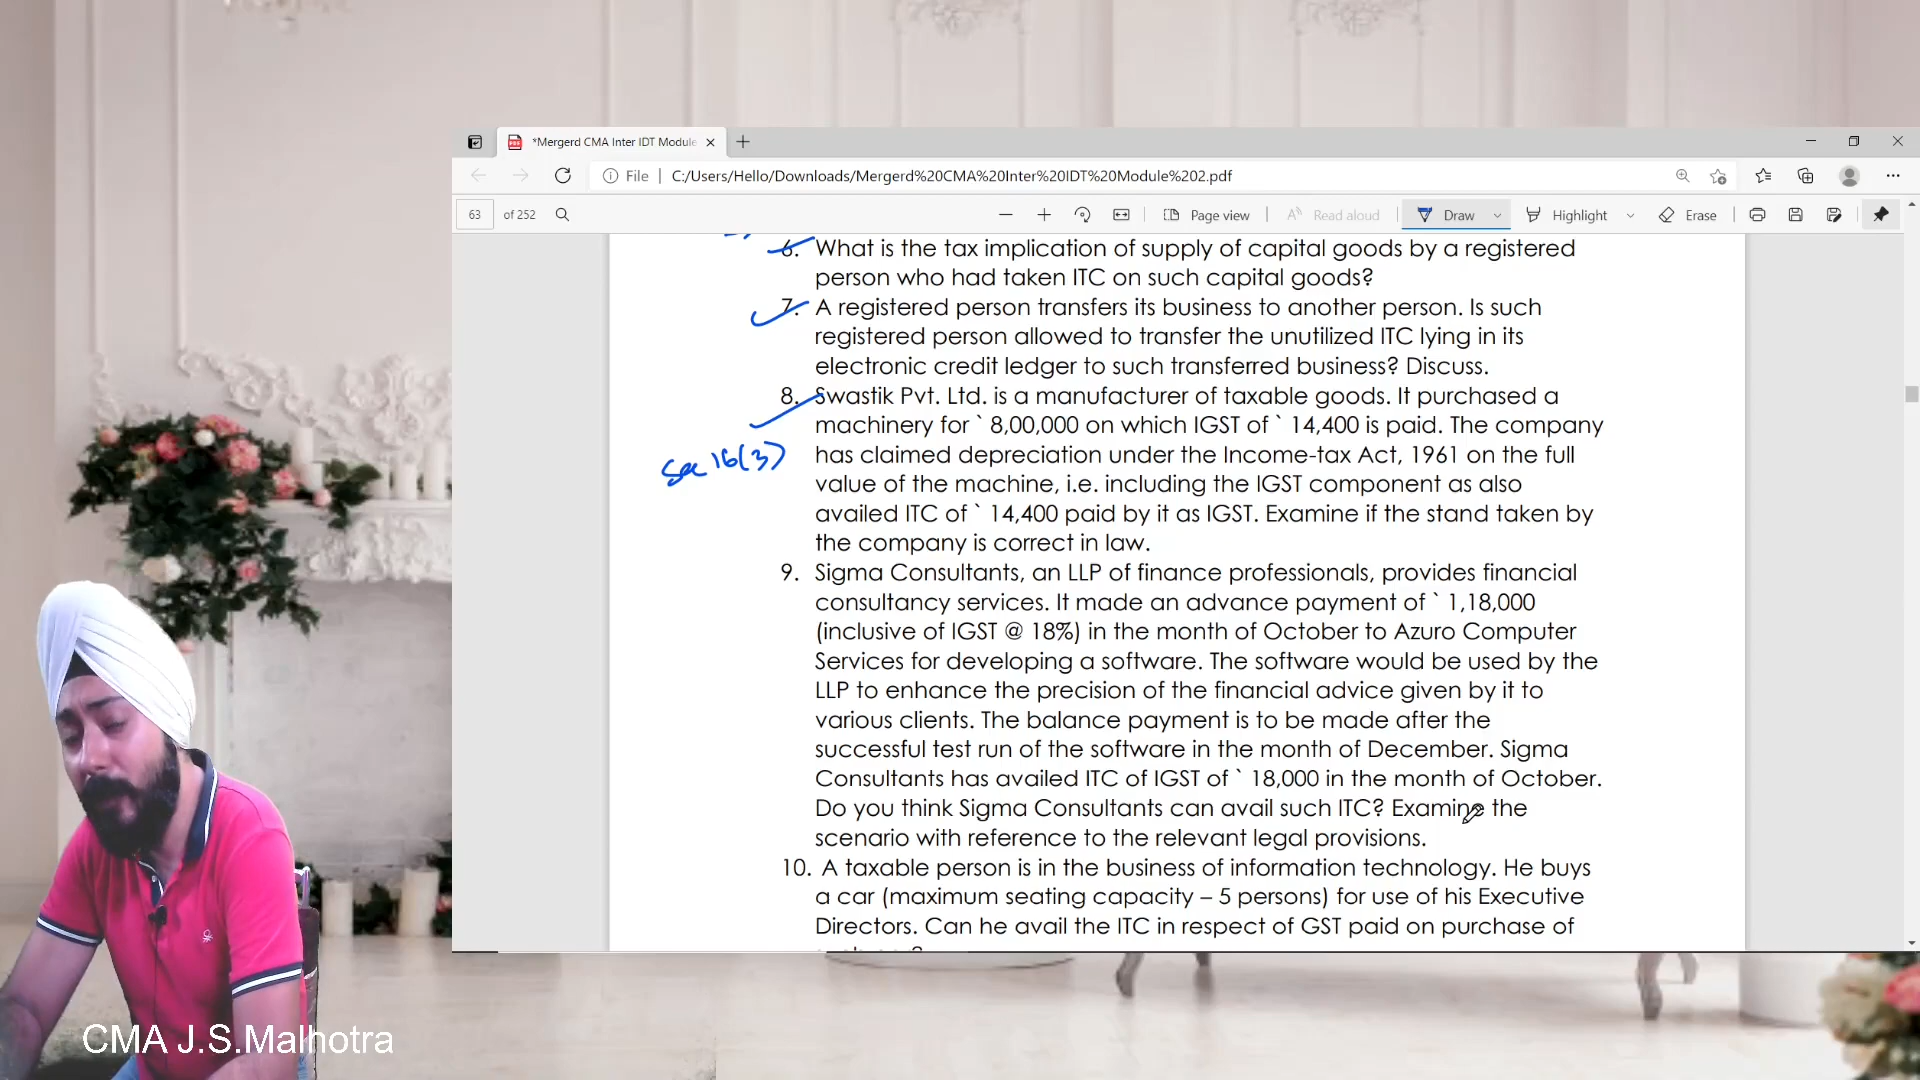 *Mergerd CMA Inter IDT Module
File | C:/Users/Hello/Downloads/Mergerd%20CMA%20Inter%20IDT%20Module%202.pdf
63 of 252 Page view Read aloud Draw Highlight Erase
6. What is the tax implication of supply of capital goods by a registered
person who had taken ITC on such capital goods?
7. A registered person transfers its business to another person. Is such
registered person allowed to transfer the unutilized ITC lying in its
electronic credit ledger to such transferred business? Discuss.
8. Swastik Pvt. Ltd. is a manufacturer of taxable goods. It purchased a
machinery for ` 8,00,000 on which IGST of ` 14,400 is paid. The company
Sec 16(3)
has claimed depreciation under the Income-tax Act, 1961 on the full
value of the machine, i.e. including the IGST component as also
availed ITC of ` 14,400 paid by it as IGST. Examine if the stand taken by
the company is correct in law.
9. Sigma Consultants, an LLP of finance professionals, provides financial
consultancy services. It made an advance payment of ` 1,18,000
(inclusive of IGST @ 18%) in the month of October to Azuro Computer
Services for developing a software. The software would be used by the
LLP to enhance the precision of the financial advice given by it to
various clients. The balance payment is to be made after the
successful test run of the software in the month of December. Sigma
Consultants has availed ITC of IGST of ` 18,000 in the month of October.
Do you think Sigma Consultants can avail such ITC? Examine the
scenario with reference to the relevant legal provisions.
10. A taxable person is in the business of information technology. He buys
a car (maximum seating capacity – 5 persons) for use of his Executive
Directors. Can he avail the ITC in respect of GST paid on purchase of
CMA J.S.Malhotra